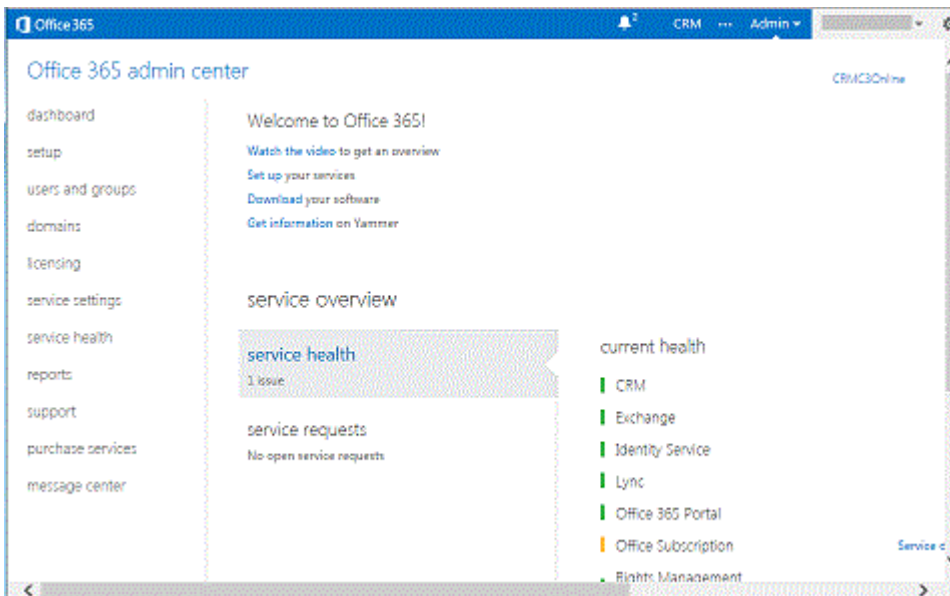 Office 365
2
CRM
Admin
Office 365 admin center
CRMC3Online
dashboard
setup
users and groups
domains
licensing
service settings
service health
reports
support
purchase services
message center
Welcome to Office 365!
Watch the video to get an overview
Set up your services
Download your software
Get information on Yammer
service overview
service health
1 issue
service requests
No open service requests
current health
CRM
Exchange
Identity Service
Lync
Office 365 Portal
Office Subscription
Service
Rights Management